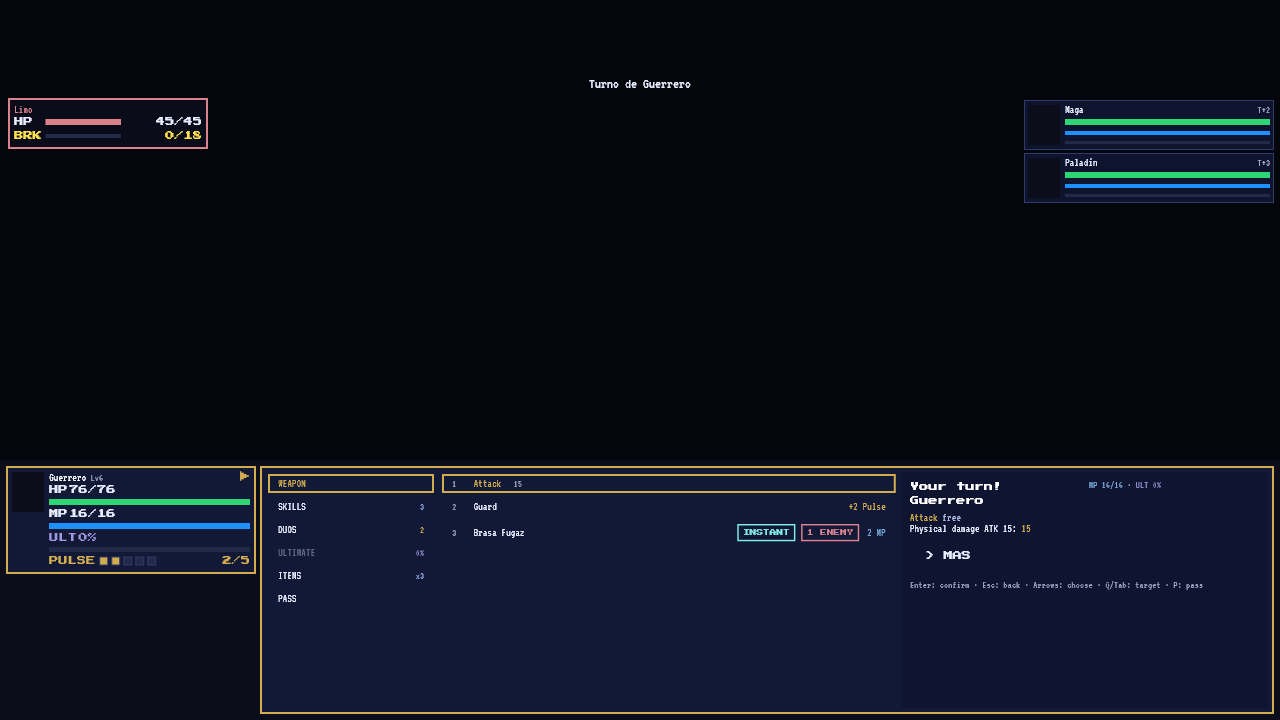 Turno de Guerrero
Limo
HP 45/45
BRK 0/18
Maga T+2
Paladín T+3
Guerrero Lv6
HP 76/76
MP 16/16
ULT 0%
PULSE 2/5
WEAPON
SKILLS 3
DUOS 2
ULTIMATE 0%
ITEMS x3
PASS
1 Attack 15
2 Guard +2 Pulse
3 Brasa Fugaz INSTANT 1 ENEMY 2 MP
Your turn! MP 16/16 · ULT 0%
Guerrero
Attack free
Physical damage ATK 15: 15
> MAS
Enter: confirm · Esc: back · Arrows: choose · Q/Tab: target · P: pass